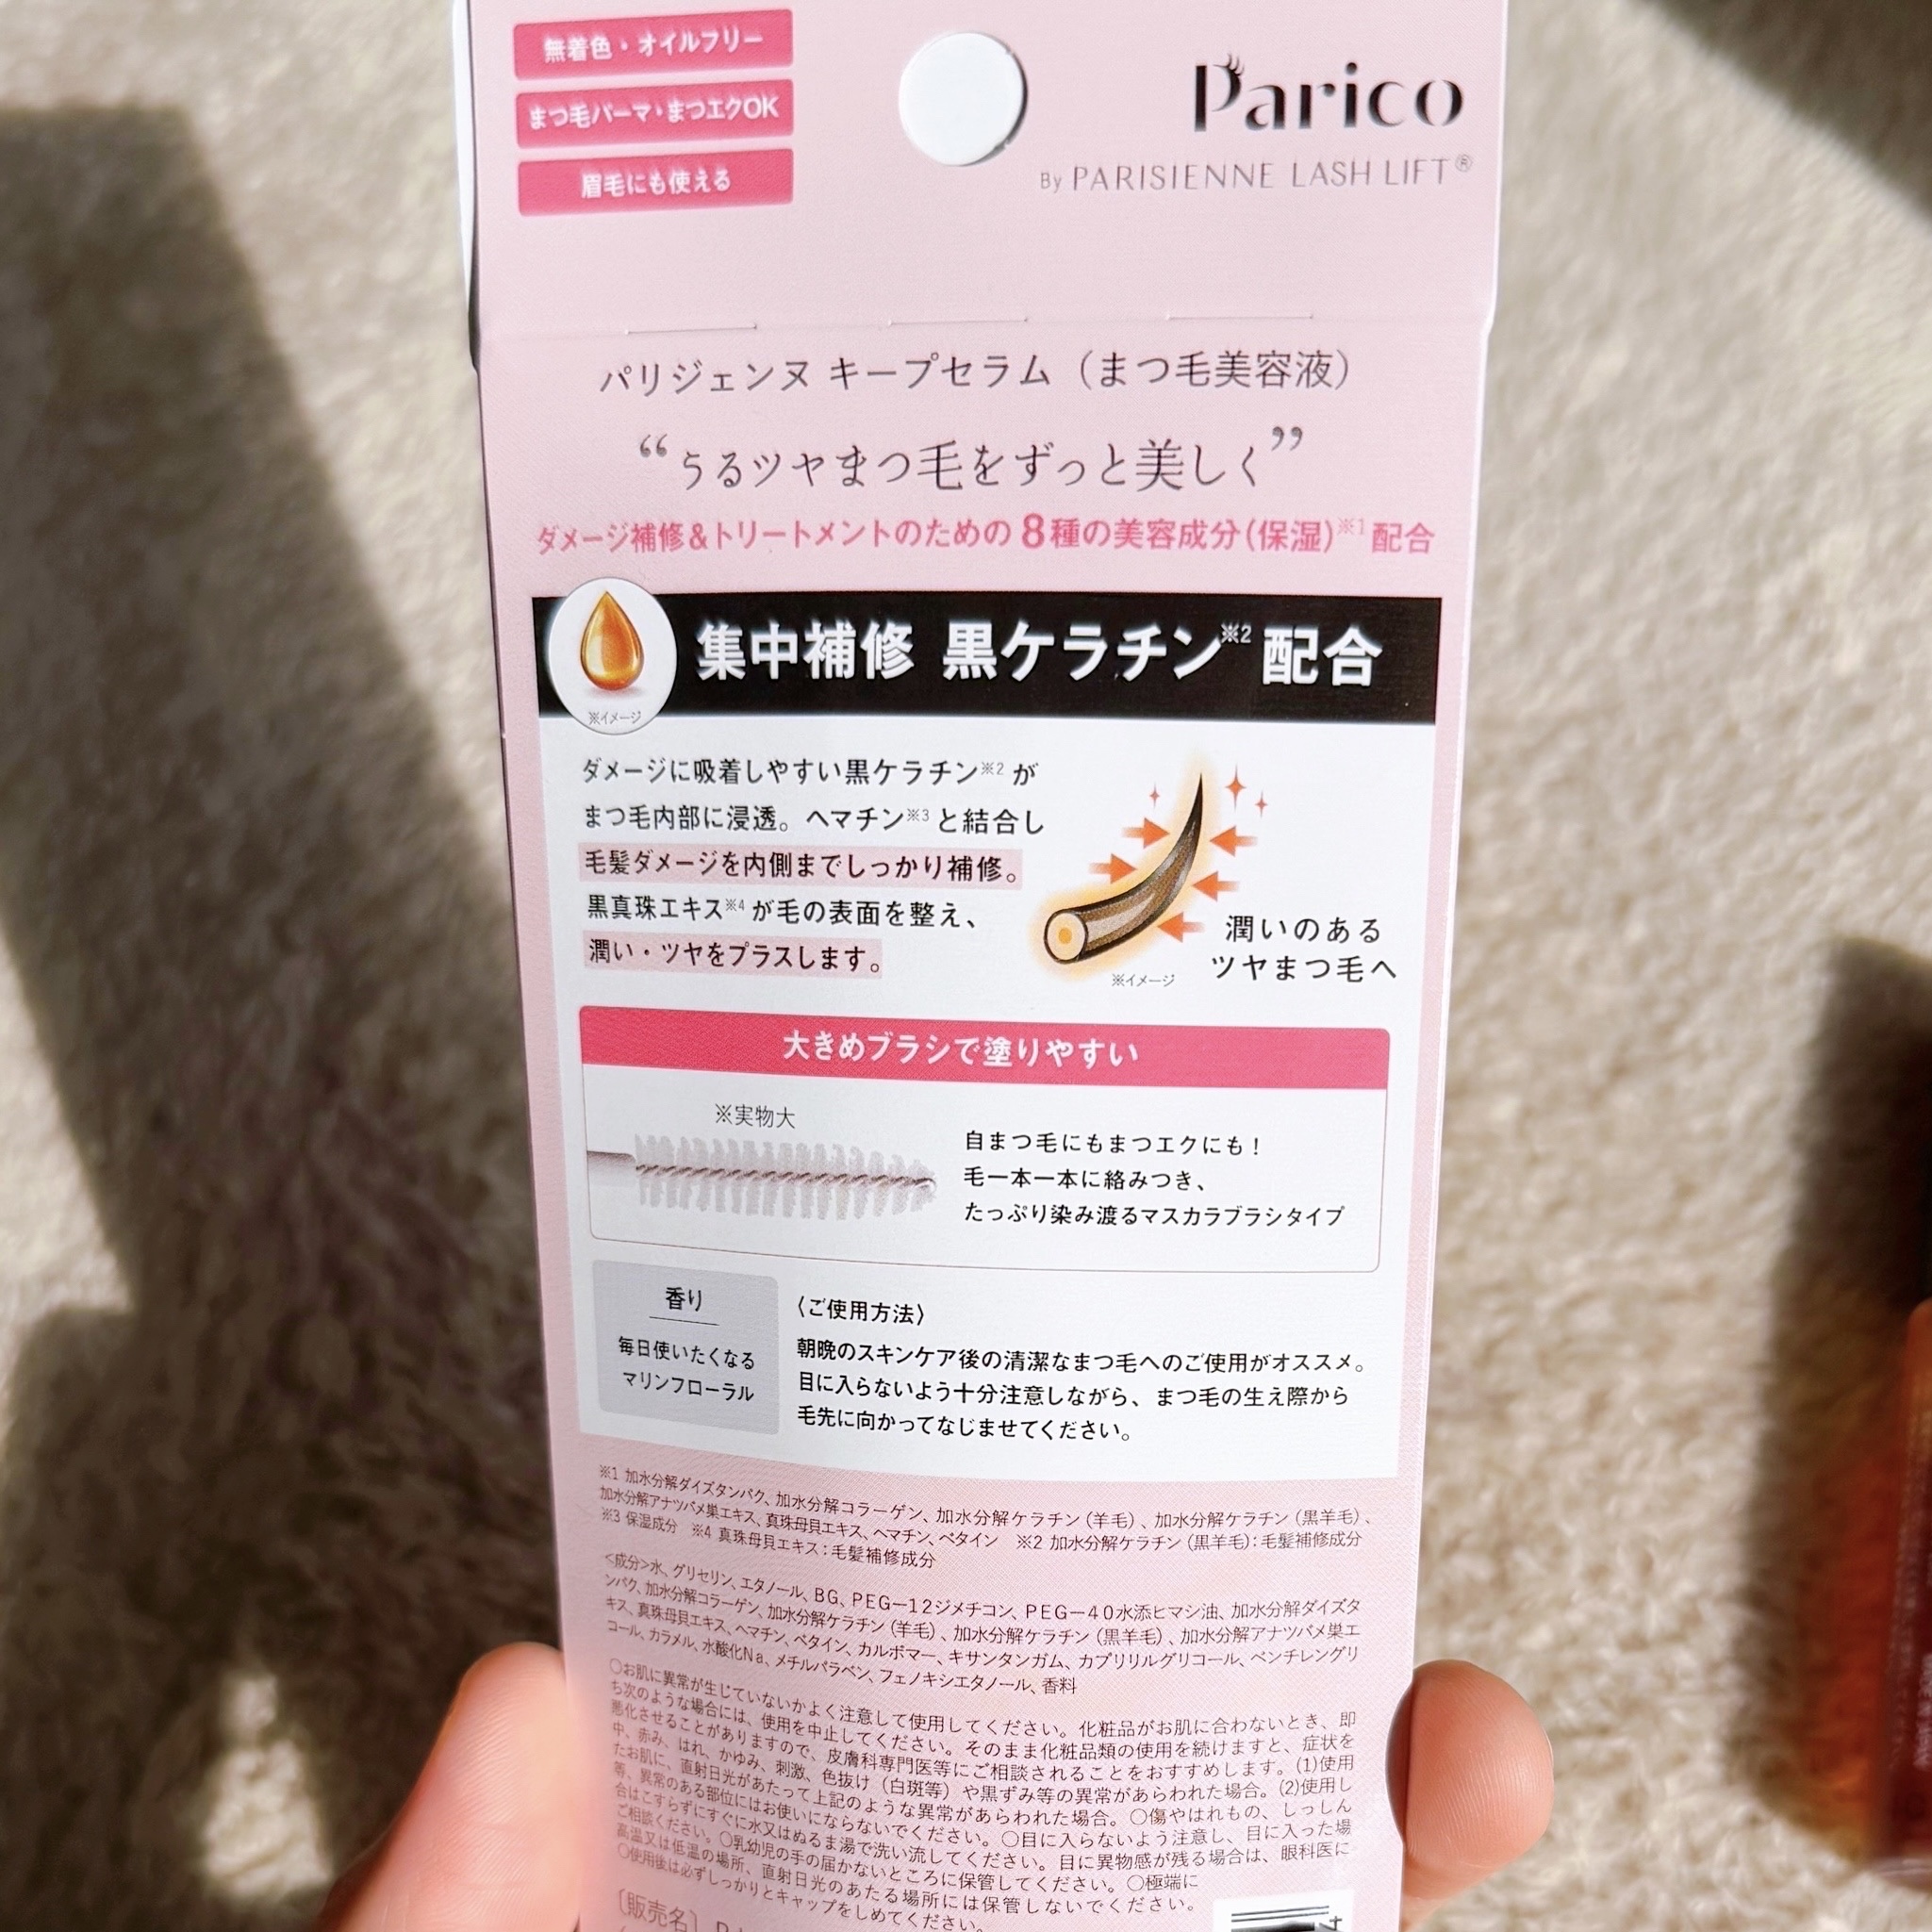 無着色・オイルフリー
まつ毛パーマ・まつエクOK
眉毛にも使える
Parico
By PARISIENNE LASH LIFT®
パリジェンヌ キープセラム（まつ毛美容液）
“うるツヤまつ毛をずっと美しく”
ダメージ補修&トリートメントのための8種の美容成分(保湿)※1配合
集中補修 黒ケラチン※2配合
※イメージ
ダメージに吸着しやすい黒ケラチン※2が
まつ毛内部に浸透。ヘマチン※3と結合し
毛髪ダメージを内側までしっかり補修。
黒真珠エキス※4が毛の表面を整え、
潤い・ツヤをプラスします。
※イメージ
潤いのある
ツヤまつ毛へ
大きめブラシで塗りやすい
※実物大
自まつ毛にもまつエクにも！
毛一本一本に絡みつき、
たっぷり染み渡るマスカラブラシタイプ
香り
毎日使いたくなる
マリンフローラル
〈ご使用方法〉
朝晩のスキンケア後の清潔なまつ毛へのご使用がオススメ。
目に入らないよう十分注意しながら、まつ毛の生え際から
毛先に向かってなじませてください。
※1 加水分解ダイズタンパク、加水分解コラーゲン、加水分解ケラチン（羊毛）、加水分解ケラチン（黒羊毛）、
加水分解アナツバメ巣エキス、真珠母貝エキス、ヘマチン、ベタイン ※2 加水分解ケラチン（黒羊毛）：毛髪補修成分
※3 保湿成分 ※4 真珠母貝エキス：毛髪補修成分
<成分>水、グリセリン、エタノール、BG、PEGー12ジメチコン、PEGー40水添ヒマシ油、加水分解ダイズタ
ンパク、加水分解コラーゲン、加水分解ケラチン（羊毛）、加水分解ケラチン（黒羊毛）、加水分解アナツバメ巣エ
キス、真珠母貝エキス、ヘマチン、ベタイン、カルボマー、キサンタンガム、カプリリルグリコール、ペンチレングリ
コール、カラメル、水酸化Na、メチルパラベン、フェノキシエタノール、香料
○お肌に異常が生じていないかよく注意して使用してください。化粧品がお肌に合わないとき、即
ち次のような場合には、使用を中止してください。そのまま化粧品類の使用を続けますと、症状を
悪化させることがありますので、皮膚科専門医等にご相談されることをおすすめします。(1)使用
中、赤み、はれ、かゆみ、刺激、色抜け（白斑等）や黒ずみ等の異常があらわれた場合。(2)使用し
たお肌に、直射日光があたって上記のような異常があらわれた場合。○傷やはれもの、しっしん
等、異常のある部位にはお使いにならないでください。○目に入らないよう注意し、目に入った場
合はこすらずにすぐに水又はぬるま湯で洗い流してください。目に異物感が残る場合は、眼科医に
ご相談ください。○乳幼児の手の届かないところに保管してください。○極端に
高温又は低温の場所、直射日光のあたる場所には保管しないでください。
○使用後は必ずしっかりとキャップをしめてください。
〔販売名〕